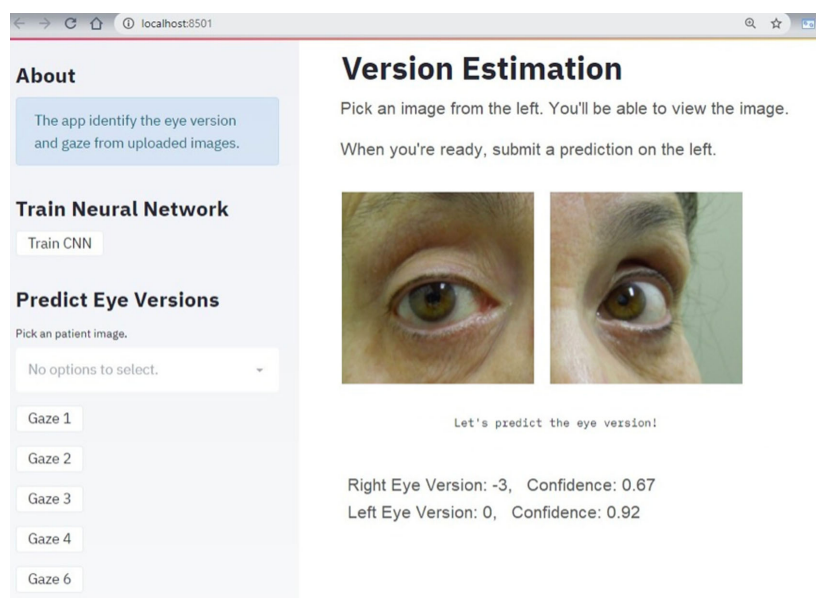 localhost:8501
About
The app identify the eye version
and gaze from uploaded images.
Train Neural Network
Train CNN
Predict Eye Versions
Pick an patient image.
No options to select.
Gaze 1
Gaze 2
Gaze 3
Gaze 4
Gaze 6
Version Estimation
Pick an image from the left. You'll be able to view the image.
When you're ready, submit a prediction on the left.
Let's predict the eye version!
Right Eye Version: -3, Confidence: 0.67
Left Eye Version: 0, Confidence: 0.92